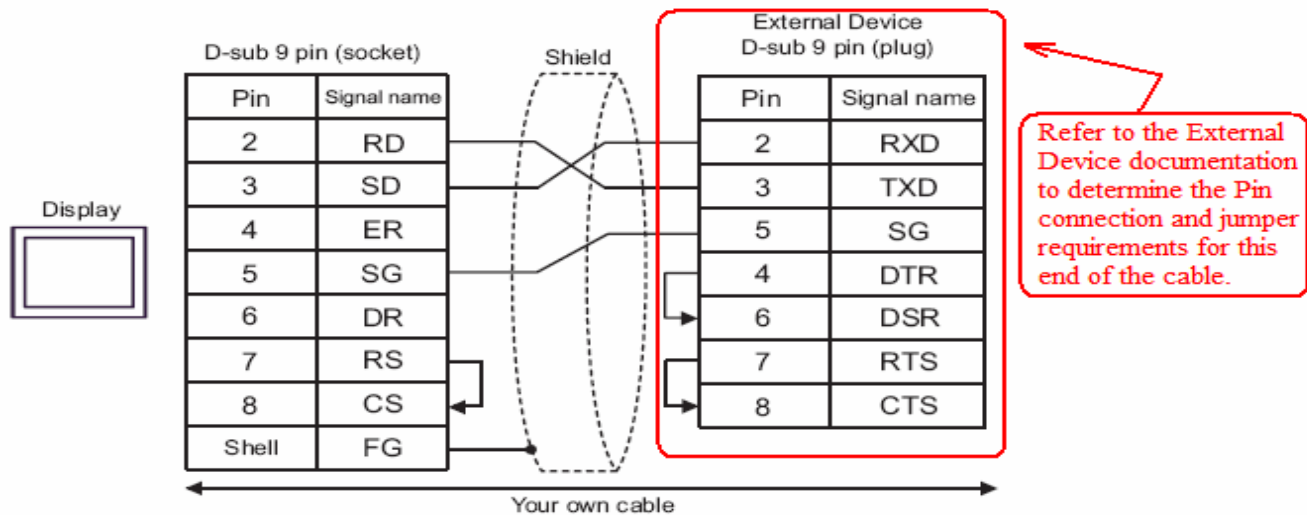 External Device
D-sub 9 pin (socket)
D-sub 9 pin (plug)
Shield
Pin Signal name
2 RD
3 SD
4 ER
5 SG
6 DR
7 RS
8 CS
Shell FG
Pin Signal name
2 RXD
3 TXD
5 SG
4 DTR
6 DSR
7 RTS
8 CTS
Display
Refer to the External
Device documentation
to determine the Pin
connection and jumper
requirements for this
end of the cable.
Your own cable